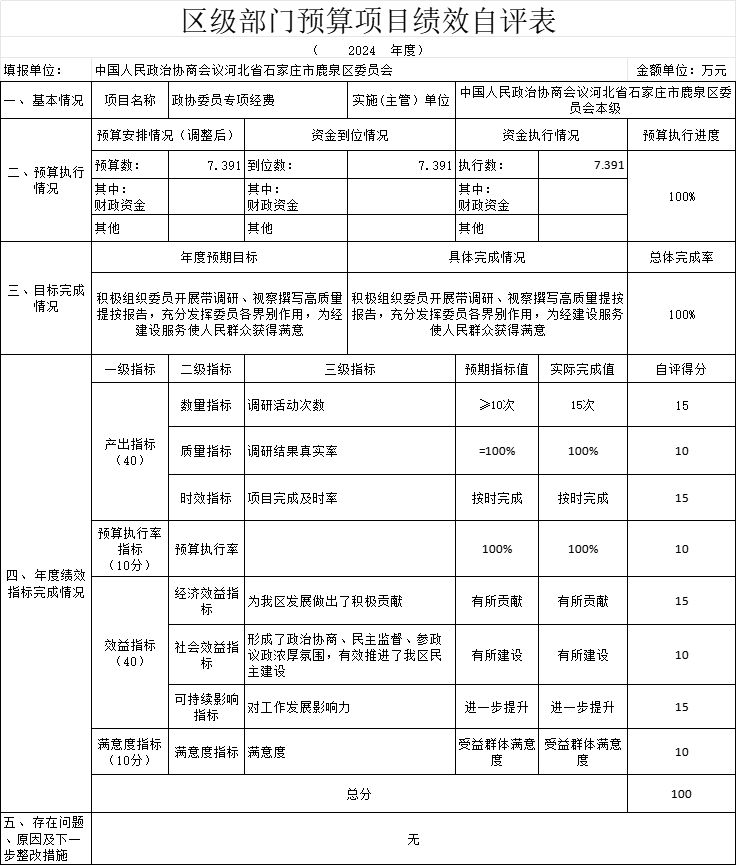 区级部门预算项目绩效自评表
（ 2024 年度）
填报单位： 中国人民政治协商会议河北省石家庄市鹿泉区委员会 金额单位：万元
一、基本情况 项目名称 政协委员专项经费 实施(主管)单位 中国人民政治协商会议河北省石家庄市鹿泉区委
员会本级
二、预算执行
情况
预算安排情况（调整后） 资金到位情况 资金执行情况 预算执行进度
预算数： 7.391 到位数： 7.391 执行数： 7.391
100%
其中： 其中： 其中：
财政资金 财政资金 财政资金
其他 其他 其他
三、目标完成
情况
年度预期目标 具体完成情况 总体完成率
积极组织委员开展带调研、视察撰写高质量
提按报告，充分发挥委员各界别作用，为经
建设服务使人民群众获得满意
积极组织委员开展带调研、视察撰写高质量提按
报告，充分发挥委员各界别作用，为经建设服务
使人民群众获得满意
100%
四、年度绩效
指标完成情况
一级指标 二级指标 三级指标 预期指标值 实际完成值 自评得分
产出指标
（40）
数量指标 调研活动次数 ≥10次 15次 15
质量指标 调研结果真实率 =100% 100% 10
时效指标 项目完成及时率 按时完成 按时完成 15
预算执行率
指标
(10分)
预算执行率 100% 100% 10
效益指标
（40）
经济效益指
标
为我区发展做出了积极贡献 有所贡献 有所贡献 15
社会效益指
标
形成了政治协商、民主监督、参政
议政浓厚氛围，有效推进了我区民
主建设
有所建设 有所建设 10
可持续影响
指标
对工作发展影响力 进一步提升 进一步提升 15
满意度指标
（10分）
满意度指标 满意度
受益群体满意
度
受益群体满意
度
10
总分 100
五、存在问题
、原因及下一
步整改措施
无